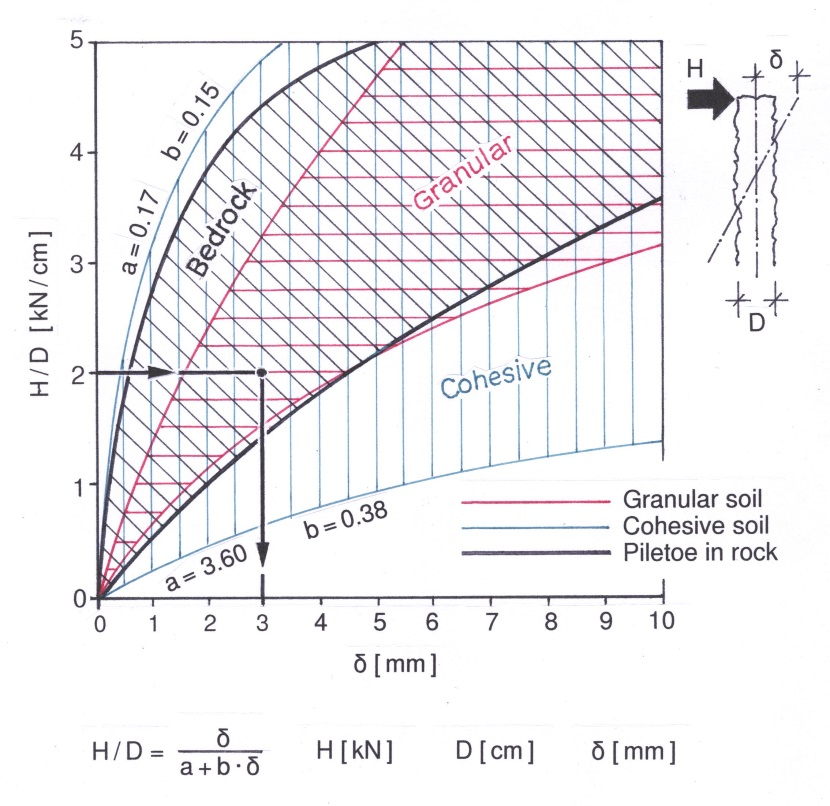 5
4
3
2
1
0
H/D [kN/cm]
a = 0.17 b = 0.15
Bedrock
Granular
Cohesive
a = 3.60 b = 0.38
Granular soil
Cohesive soil
Piletoe in rock
0 1 2 3 4 5 6 7 8 9 10
δ [mm]
H
δ
D
H/D = δ / a+b·δ H [kN] D [cm] δ [mm]